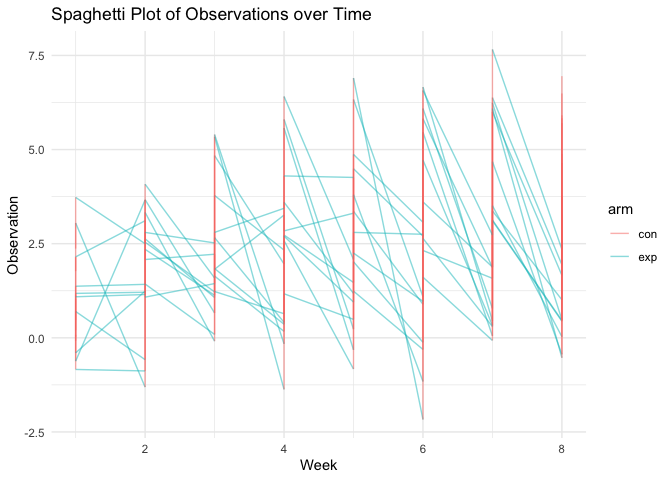 Spaghetti Plot of Observations over Time
7.5
5.0
2.5
0.0
-2.5
Observation
2
4
6
8
Week
arm
con
exp